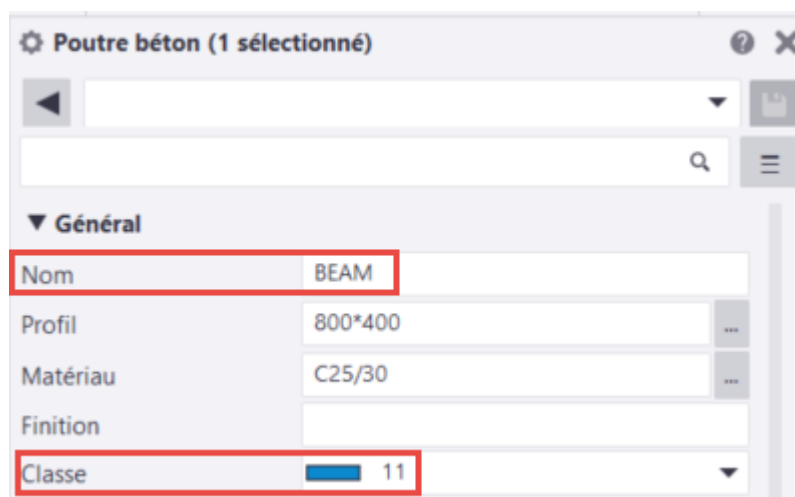 Poutre béton (1 sélectionné)
Général
Nom BEAM
Profil 800*400 ...
Matériau C25/30 ...
Finition
Classe 11